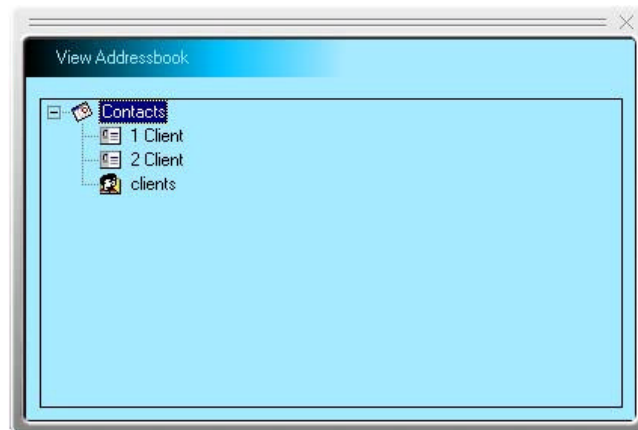 View Addressbook
Contacts
1 Client
2 Client
clients